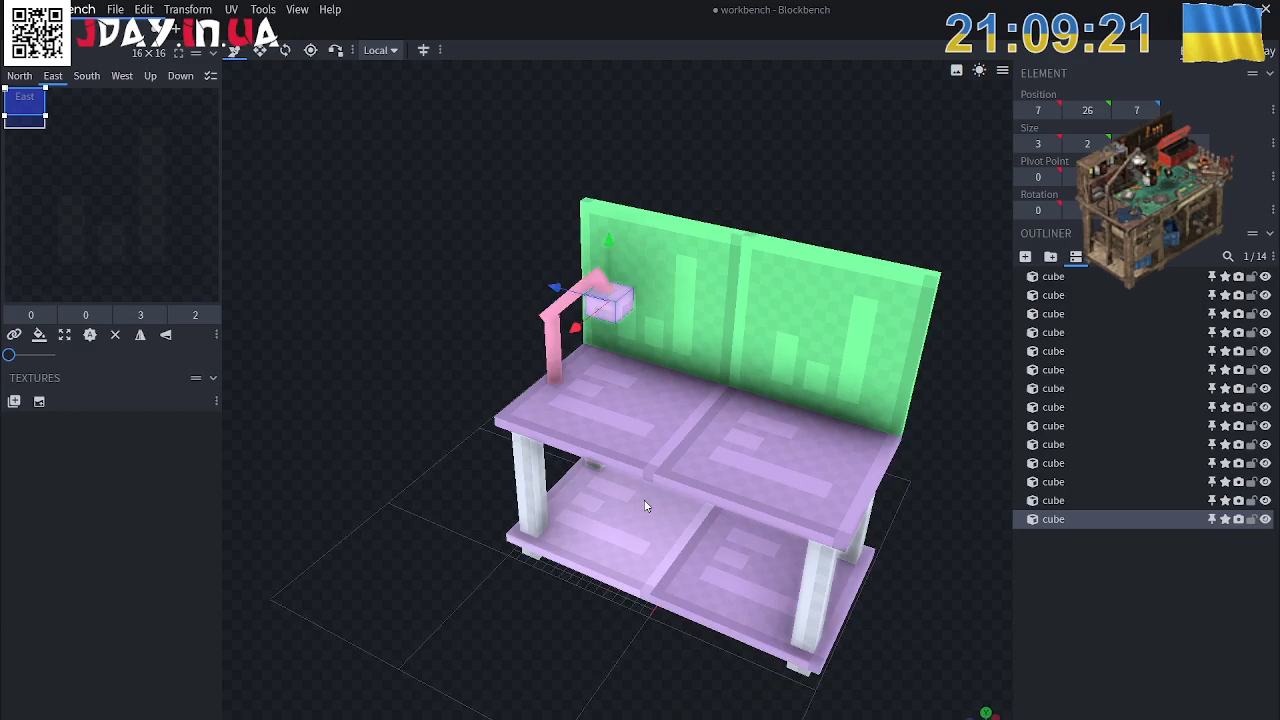 bench File Edit Transform UV Tools View Help
workbench - Blockbench
JDAY.IN.UA
21:09:21
16×16
Local
North East South West Up Down
East
0 0 3 2
TEXTURES
ELEMENT
Position
7 26 7
Size
3 2
Pivot Point
0
Rotation
0
OUTLINER
1/14
cube
cube
cube
cube
cube
cube
cube
cube
cube
cube
cube
cube
cube
cube
Y